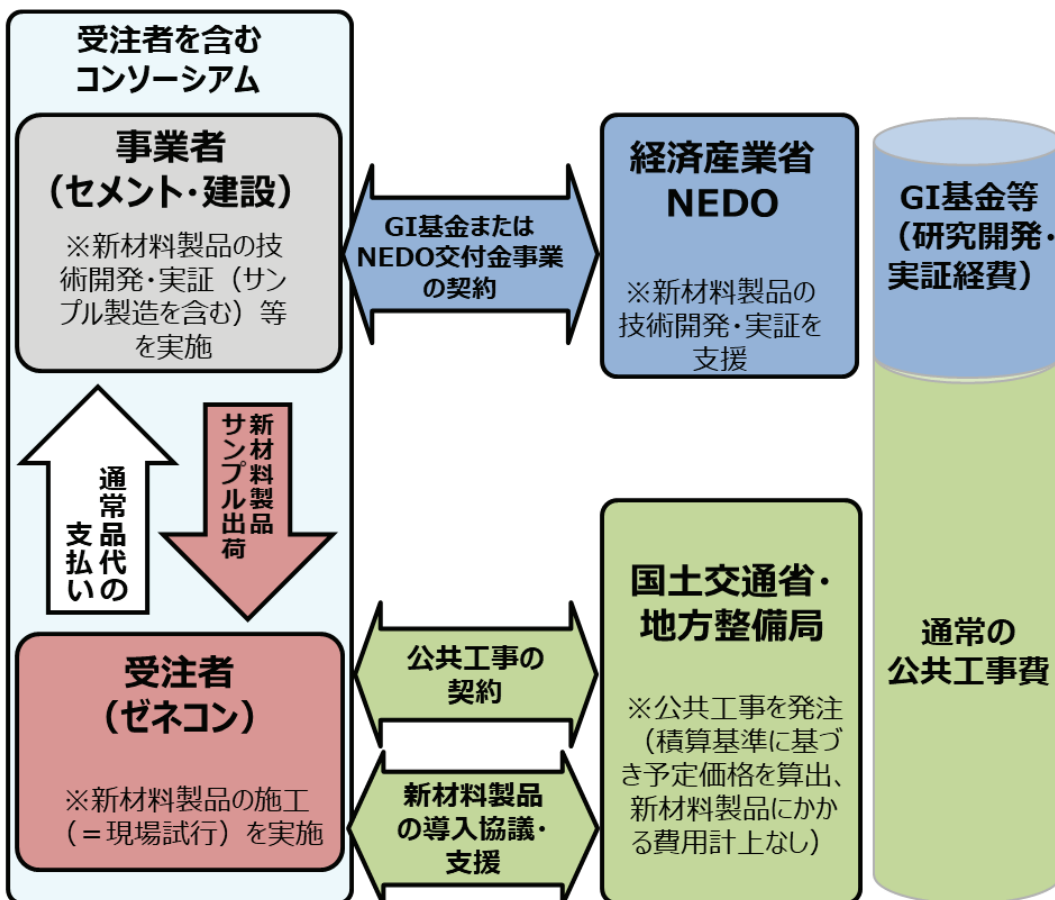 受注者を含む
コンソーシアム
事業者
（セメント・建設）
※新材料製品の技
術開発・実証（サン
プル製造を含む）等
を実施
GI基金または
NEDO交付金事業
の契約
経済産業省
NEDO
※新材料製品の
技術開発・実証を
支援
GI基金等
（研究開発・
実証経費）
通常品代の
支払い
新材料製品
サンプル出荷
受注者
（ゼネコン）
※新材料製品の施工
（＝現場試行）を実施
公共工事の
契約
新材料製品
の導入協議・
支援
国土交通省・
地方整備局
※公共工事を発注
（積算基準に基づ
き予定価格を算出、
新材料製品にかか
る費用計上なし）
通常の
公共工事費